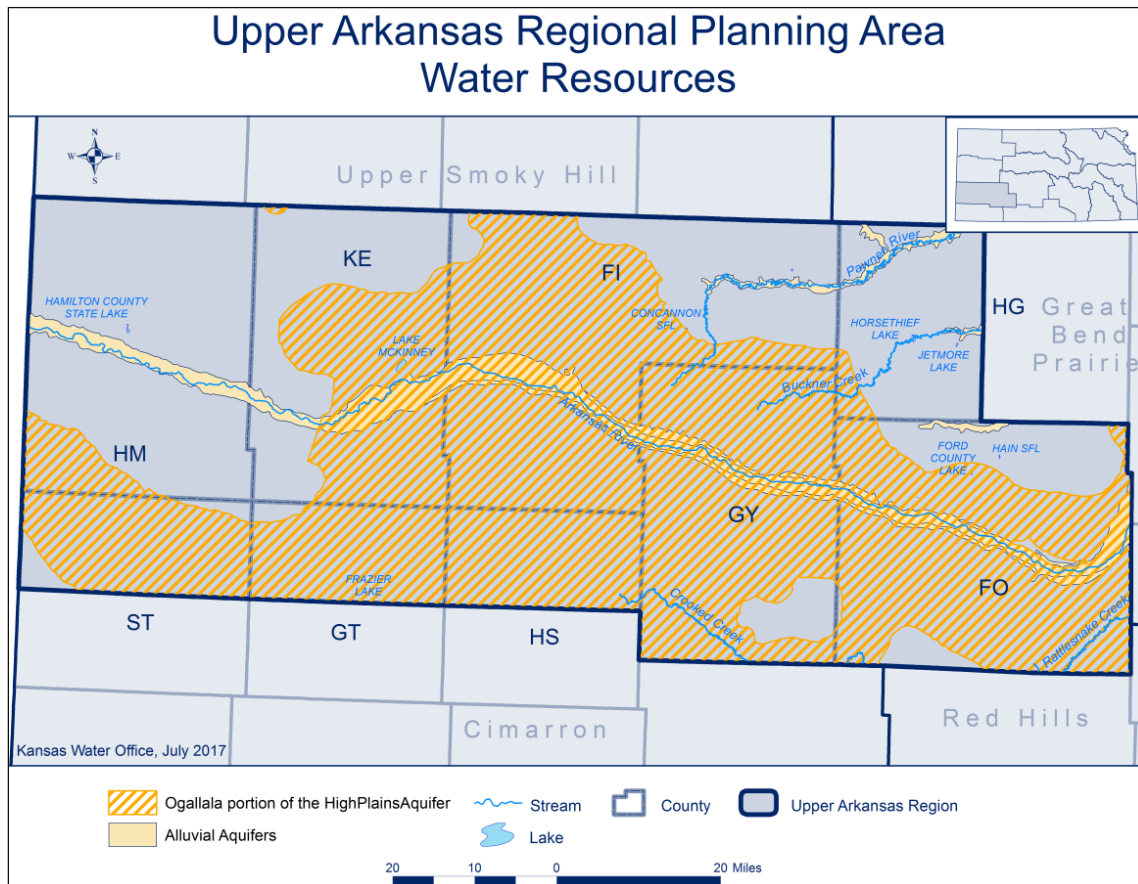 Upper Arkansas Regional Planning Area
Water Resources
N
W E
S
Upper Smoky Hill
KE
FI
Pawner River
HAMILTON COUNTY
STATE LAKE
CONCANNON
SFL
HORSETHIEF
LAKE
HG
Great
Bend
Prairie
LAKE
MCKINNEY
JETMORE
LAKE
Buckner Creek
Arkansas River
HM
FORD
COUNTY
LAKE
HAIN SFL
GY
FRAZIER
LAKE
FO
Crooked Creek
Rattlesnake Creek
ST
GT
HS
Cimarron
Red Hills
Kansas Water Office, July 2017
Ogallala portion of the HighPlainsAquifer
Stream
County
Upper Arkansas Region
Alluvial Aquifers
Lake
20 10 0 20 Miles